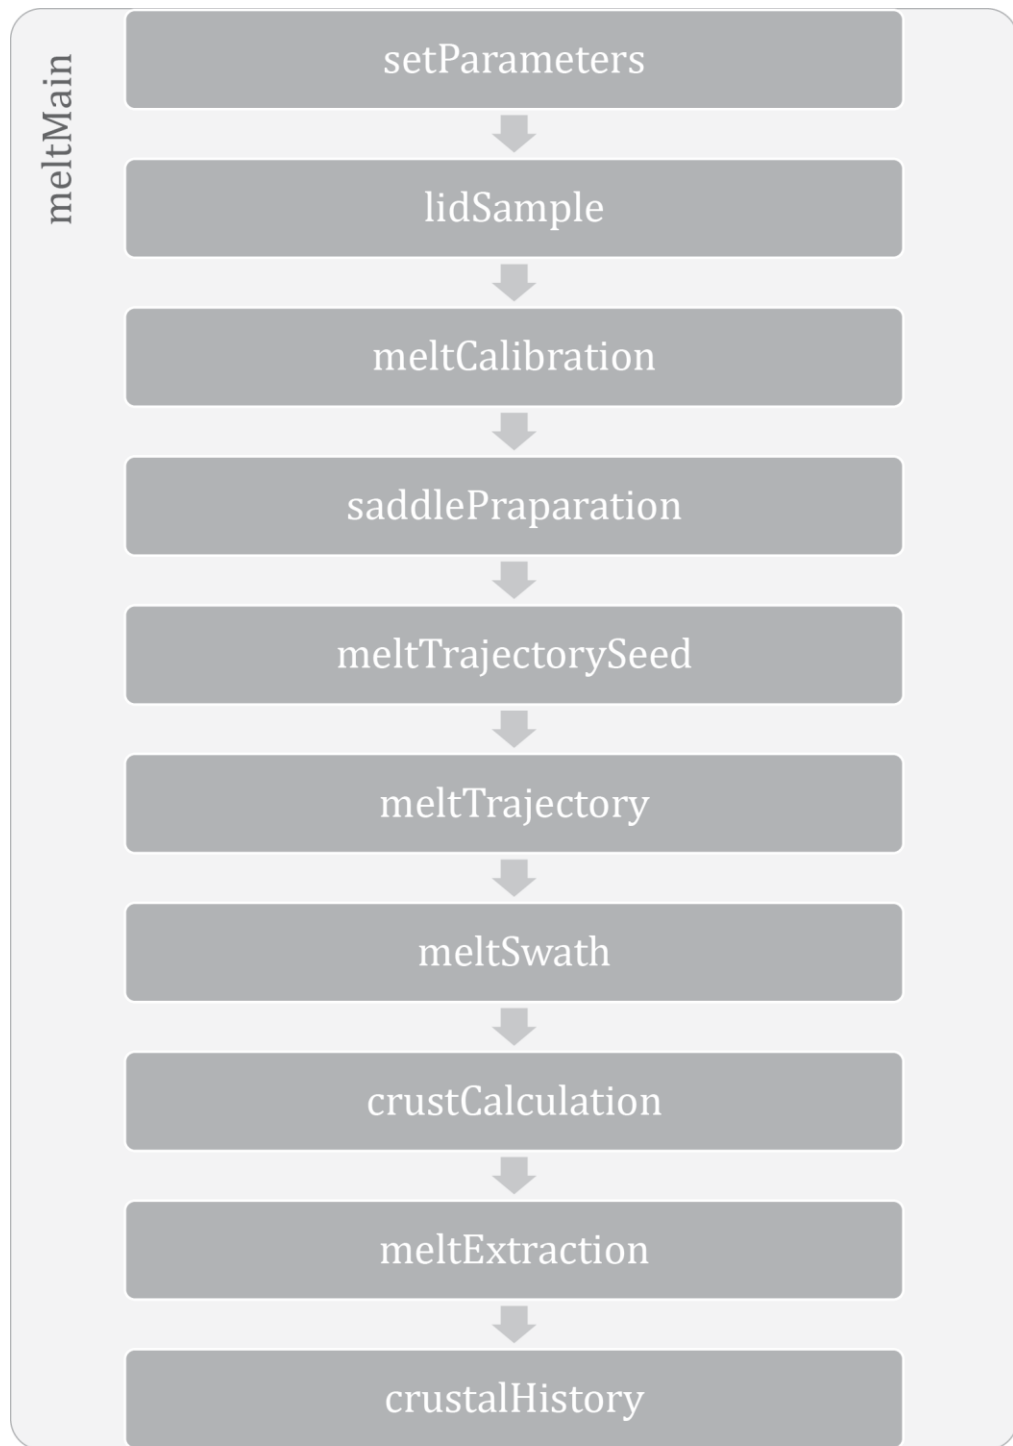 meltMain
setParameters
lidSample
meltCalibration
saddlePraparation
meltTrajectorySeed
meltTrajectory
meltSwath
crustCalculation
meltExtraction
crustalHistory